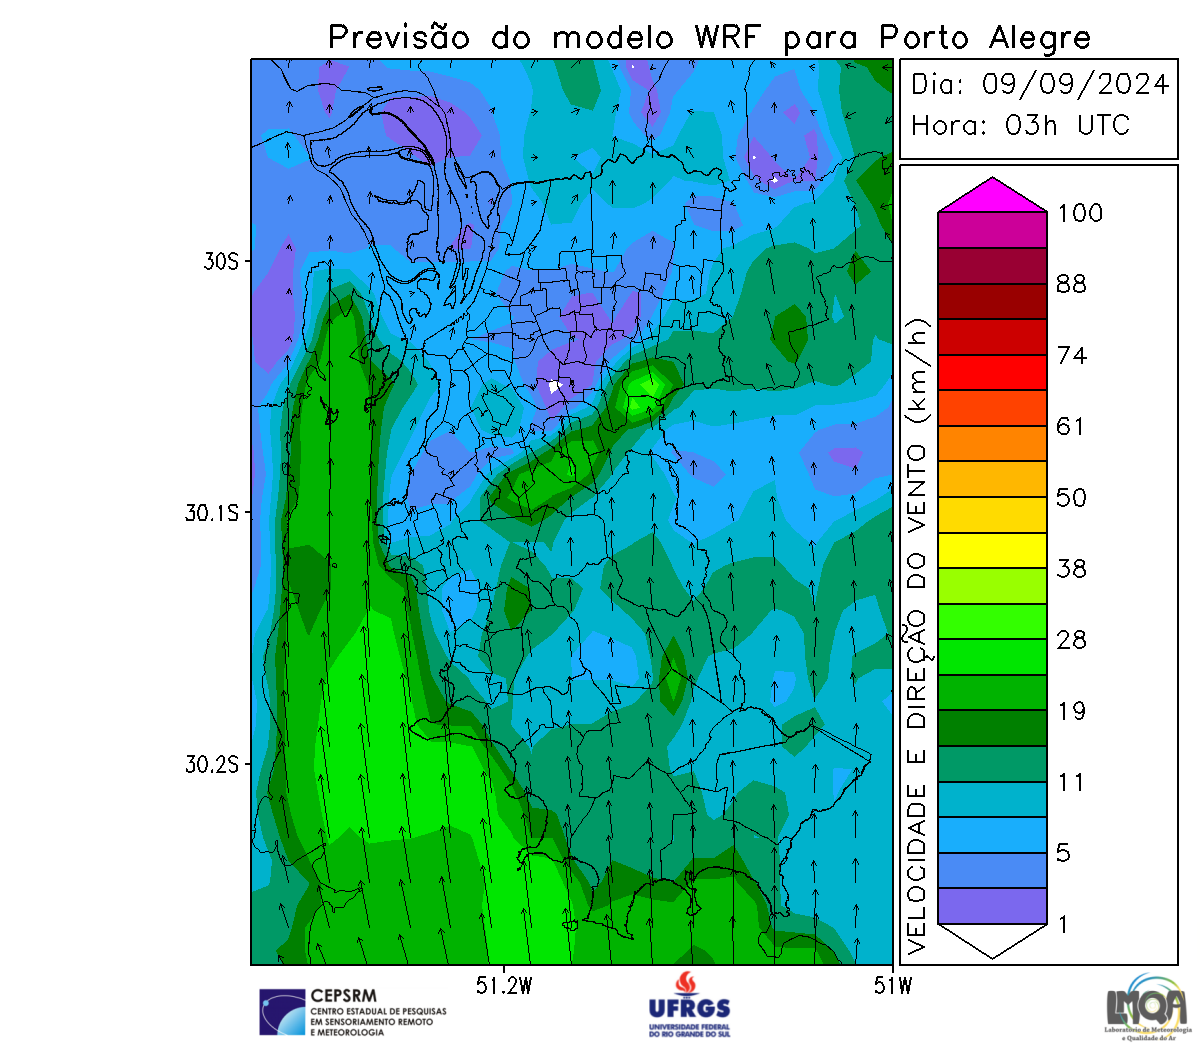 Previsão do modelo WRF para Porto Alegre
Dia: 09/09/2024
Hora: 03h UTC
VELOCIDADE E DIREÇÃO DO VENTO (km/h)
100
88
74
61
50
38
28
19
11
5
1
30S
30.1S
30.2S
51.2W
51W
CEPSRM
CENTRO ESTADUAL DE PESQUISAS
EM SENSORIAMENTO REMOTO
E METEOROLOGIA
UFRGS
UNIVERSIDADE FEDERAL
DO RIO GRANDE DO SUL
LMQA
Laboratório de Meteorologia
e Qualidade do Ar